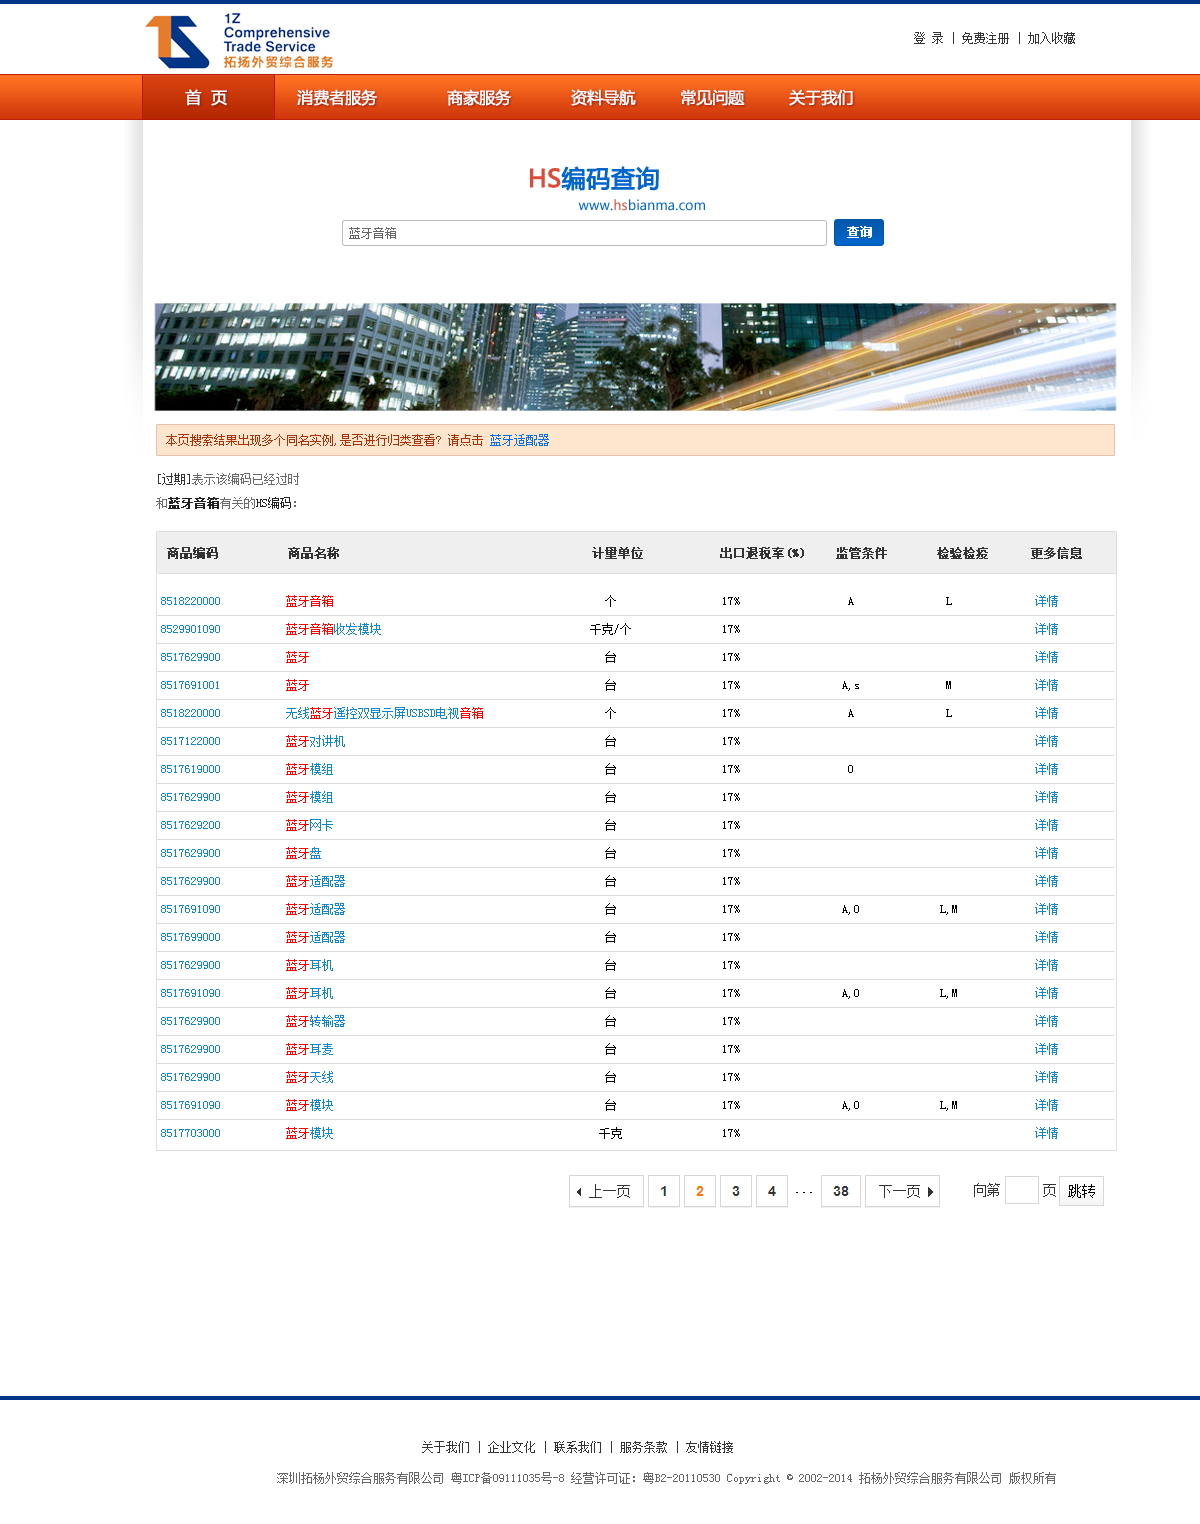 1Z
Comprehensive
Trade Service
拓扬外贸综合服务
登 录 | 免费注册 | 加入收藏
首 页 消费者服务 商家服务 资料导航 常见问题 关于我们
HS编码查询
www.hsbianma.com
蓝牙音箱 查询
本页搜索结果出现多个同名实例,是否进行归类查看? 请点击 蓝牙适配器
[过期]表示该编码已经过时
和蓝牙音箱有关的HS编码:
商品编码 商品名称 计量单位 出口退税率(%) 监管条件 检验检疫 更多信息
8518220000 蓝牙音箱 个 17% A L 详情
8529901090 蓝牙音箱收发模块 千克/个 17% 详情
8517629900 蓝牙 台 17% 详情
8517691001 蓝牙 台 17% A,s M 详情
8518220000 无线蓝牙遥控双显示屏USBSD电视音箱 个 17% A L 详情
8517122000 蓝牙对讲机 台 17% 详情
8517619000 蓝牙模组 台 17% O 详情
8517629900 蓝牙模组 台 17% 详情
8517629200 蓝牙网卡 台 17% 详情
8517629900 蓝牙盘 台 17% 详情
8517629900 蓝牙适配器 台 17% 详情
8517691090 蓝牙适配器 台 17% A,O L,M 详情
8517699000 蓝牙适配器 台 17% 详情
8517629900 蓝牙耳机 台 17% 详情
8517691090 蓝牙耳机 台 17% A,O L,M 详情
8517629900 蓝牙转输器 台 17% 详情
8517629900 蓝牙耳麦 台 17% 详情
8517629900 蓝牙天线 台 17% 详情
8517691090 蓝牙模块 台 17% A,O L,M 详情
8517703000 蓝牙模块 千克 17% 详情
上一页 1 2 3 4 ... 38 下一页 向第 页 跳转
关于我们 | 企业文化 | 联系我们 | 服务条款 | 友情链接
深圳拓杨外贸综合服务有限公司 粤ICP备09111035号-8 经营许可证: 粤B2-20110530 Copyright © 2002-2014 拓杨外贸综合服务有限公司 版权所有